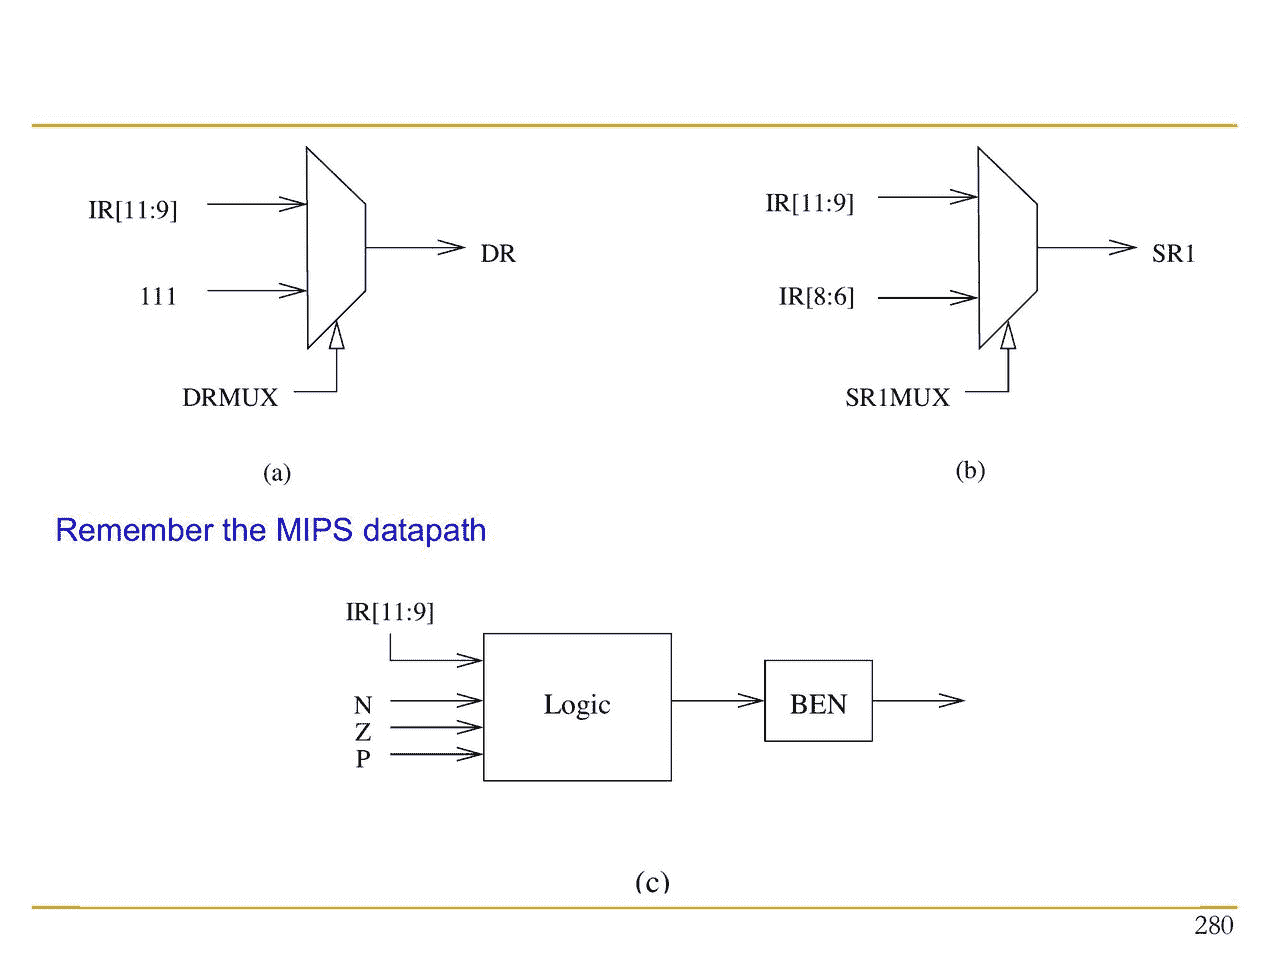 IR[11:9]
111
DR
DRMUX
(a)
IR[11:9]
IR[8:6]
SR1
SR1MUX
(b)
Remember the MIPS datapath
IR[11:9]
N
Z
P
Logic
BEN
(c)
280